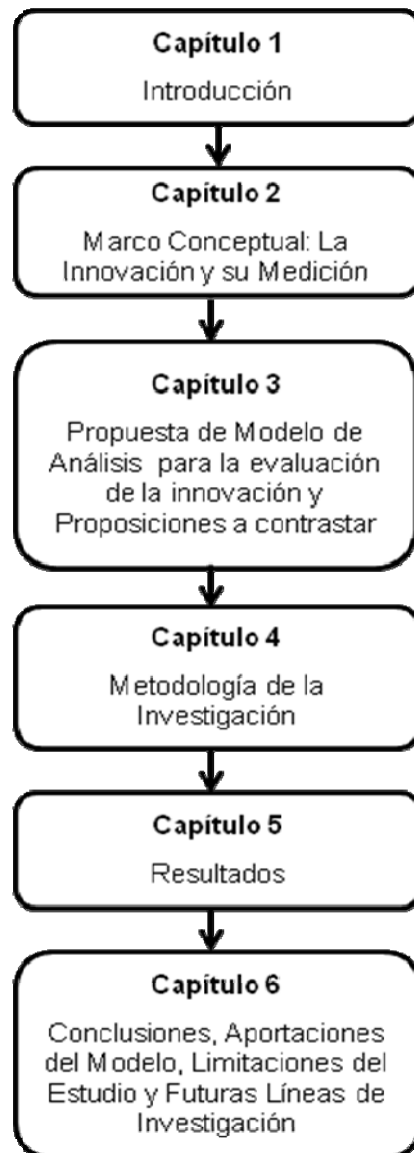 Capítulo 1
Introducción
Capítulo 2
Marco Conceptual: La
Innovación y su Medición
Capítulo 3
Propuesta de Modelo de
Análisis para la evaluación
de la innovación y
Proposiciones a contrastar
Capítulo 4
Metodología de la
Investigación
Capítulo 5
Resultados
Capítulo 6
Conclusiones, Aportaciones
del Modelo, Limitaciones del
Estudio y Futuras Líneas de
Investigación